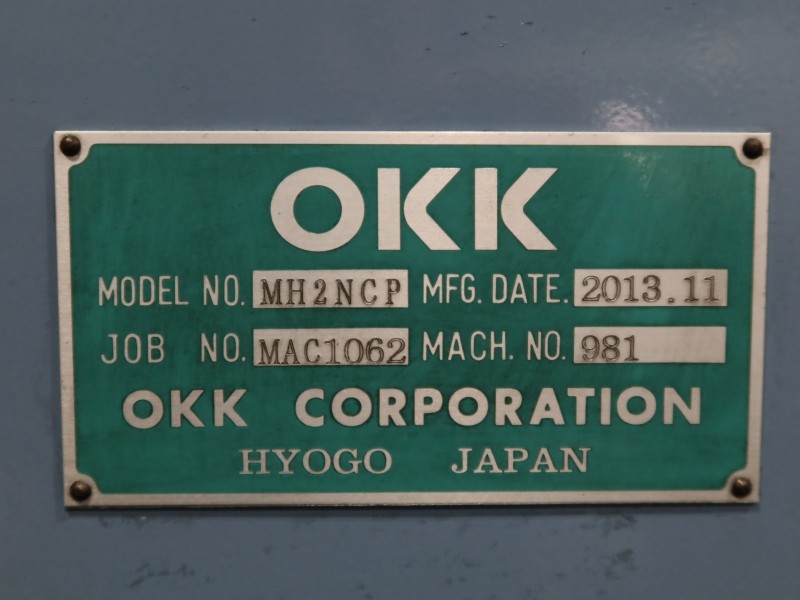 OKK
MODEL NO. MH2NCP MFG. DATE. 2013.11
JOB NO. MAC1062 MACH. NO. 981
OKK CORPORATION
HYOGO JAPAN